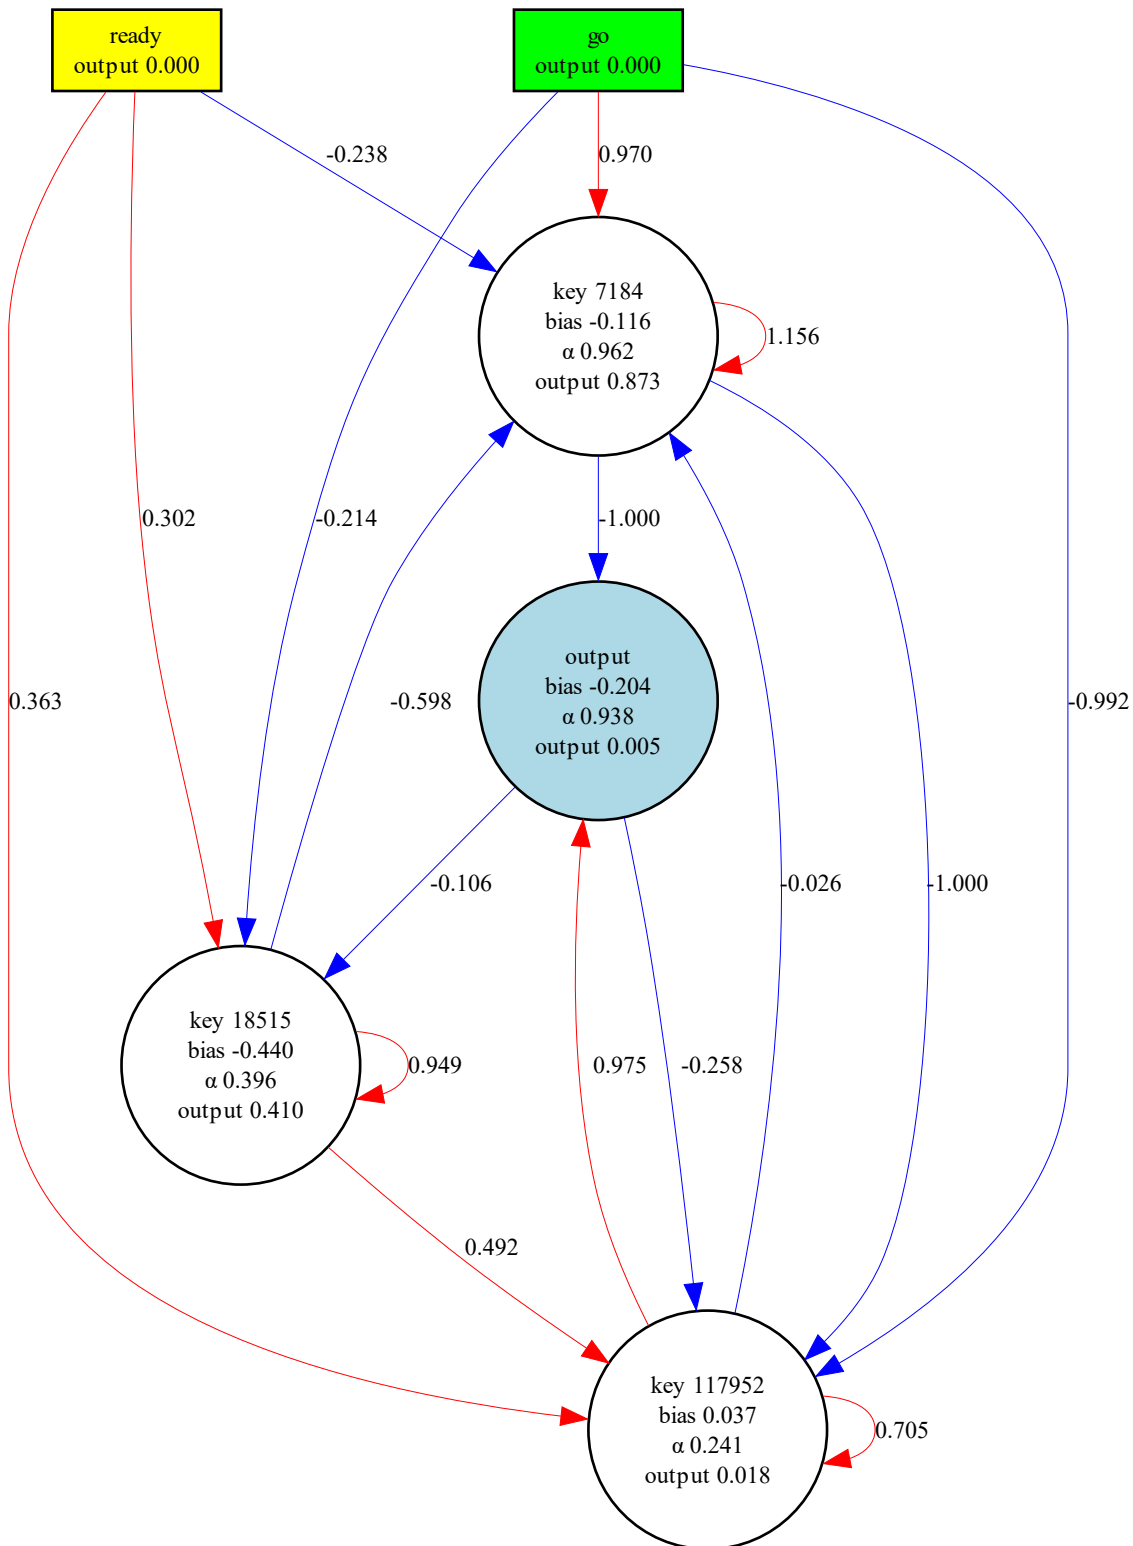 ready
output 0.000
go
output 0.000
-0.238
0.970
key 7184
bias -0.116
α 0.962
output 0.873
1.156
0.302
-0.214
-1.000
output
bias -0.204
α 0.938
output 0.005
0.363
-0.598
-0.992
-0.106
-0.026
-1.000
key 18515
bias -0.440
α 0.396
output 0.410
0.949
0.975
-0.258
0.492
key 117952
bias 0.037
α 0.241
output 0.018
0.705